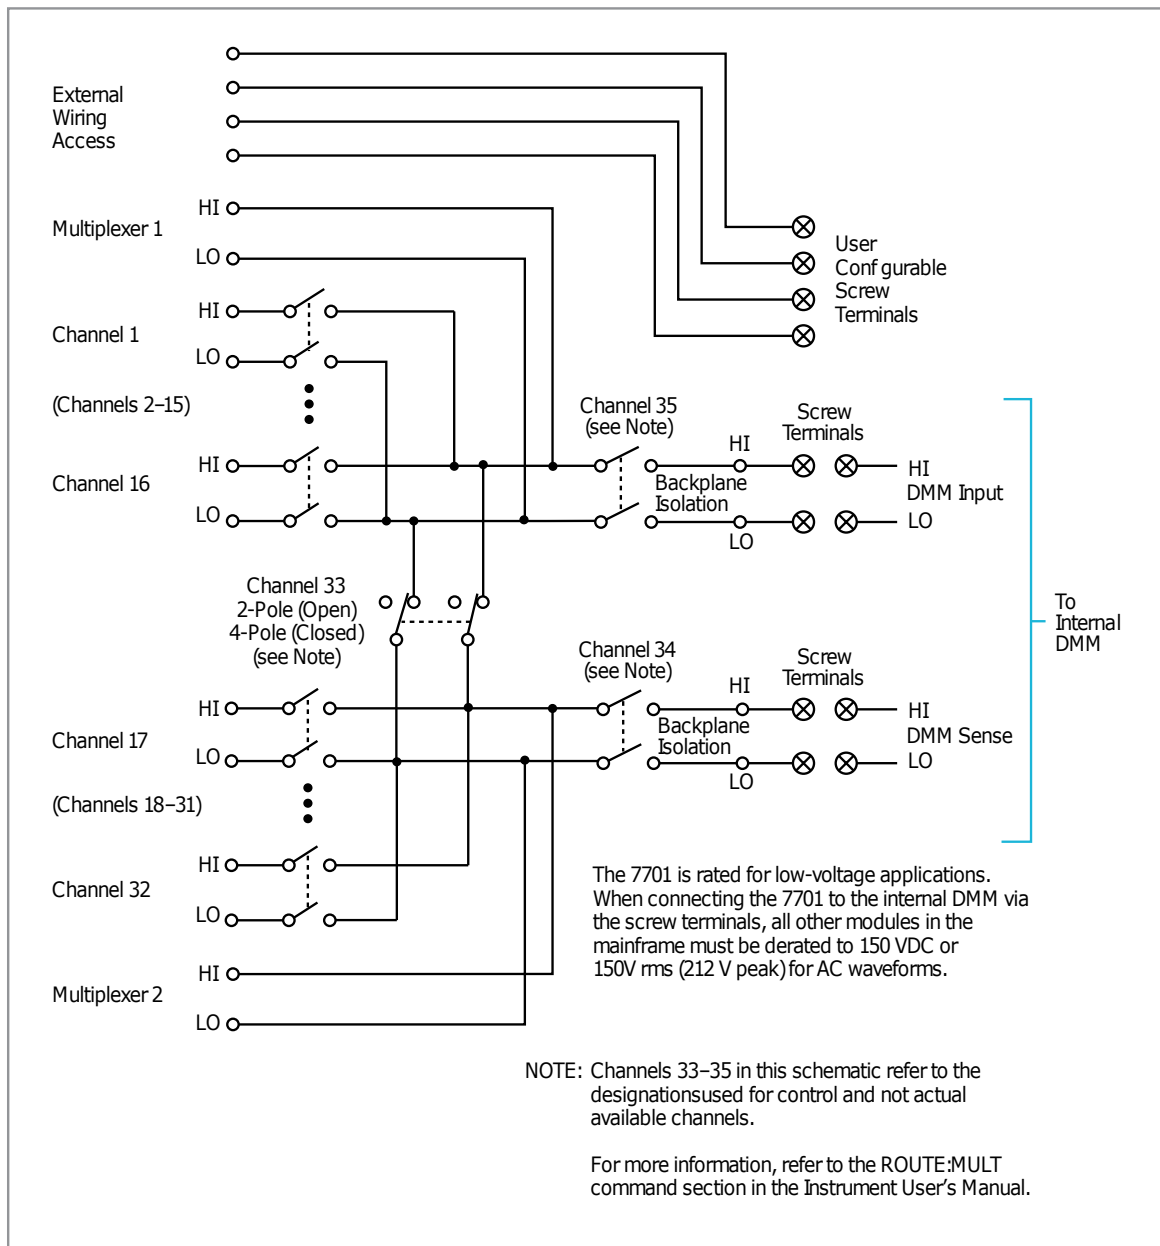 External
Wiring
Access
HI
Multiplexer 1
LO
User
Conf gurable
Screw
Terminals
HI
Channel 1
LO
(Channels 2–15)
Channel 35
(see Note)
Screw
Terminals
HI
HI
Channel 16
Backplane
Isolation
HI
DMM Input
LO
LO
LO
Channel 33
2-Pole (Open)
4-Pole (Closed)
(see Note)
To
Internal
DMM
Channel 34
(see Note)
Screw
Terminals
HI
HI
Channel 17
Backplane
Isolation
HI
DMM Sense
LO
LO
LO
(Channels 18–31)
HI
Channel 32
LO
The 7701 is rated for low-voltage applications.
When connecting the 7701 to the internal DMM via
the screw terminals, all other modules in the
mainframe must be derated to 150 VDC or
150V rms (212 V peak) for AC waveforms.
HI
Multiplexer 2
LO
NOTE: Channels 33–35 in this schematic refer to the
designationsused for control and not actual
available channels.
For more information, refer to the ROUTE:MULT
command section in the Instrument User's Manual.